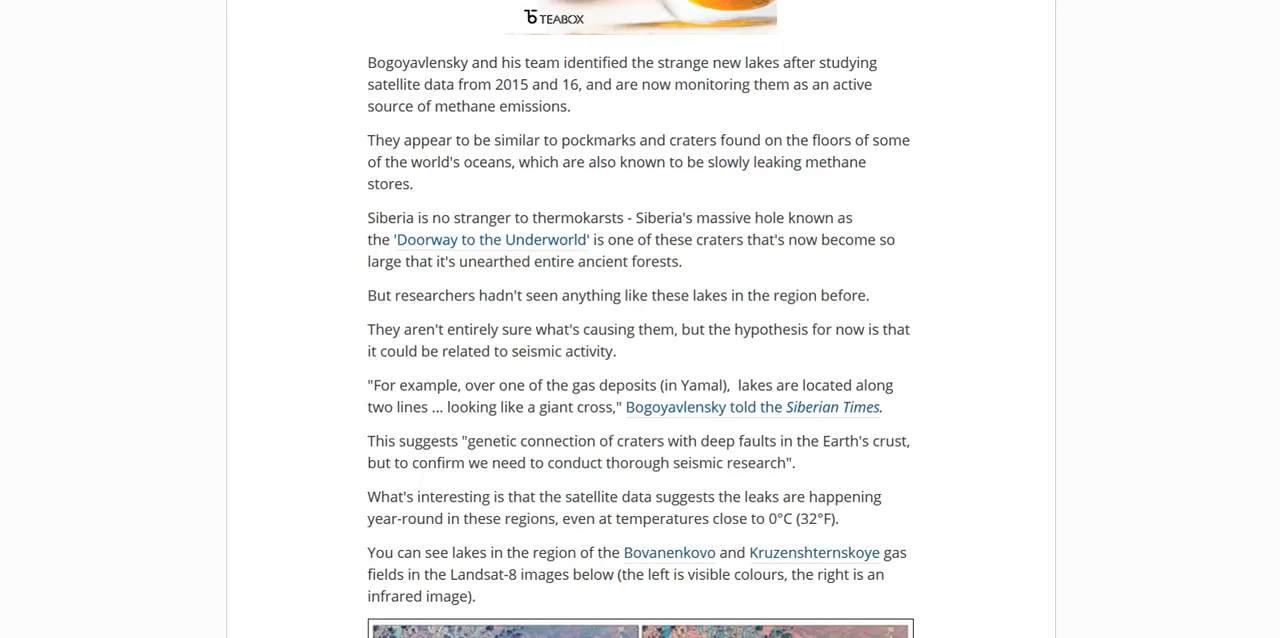 TEABOX
Bogoyavlensky and his team identified the strange new lakes after studying
satellite data from 2015 and 16, and are now monitoring them as an active
source of methane emissions.
They appear to be similar to pockmarks and craters found on the floors of some
of the world's oceans, which are also known to be slowly leaking methane
stores.
Siberia is no stranger to thermokarsts - Siberia's massive hole known as
the 'Doorway to the Underworld' is one of these craters that's now become so
large that it's unearthed entire ancient forests.
But researchers hadn't seen anything like these lakes in the region before.
They aren't entirely sure what's causing them, but the hypothesis for now is that
it could be related to seismic activity.
"For example, over one of the gas deposits (in Yamal),  lakes are located along
two lines ... looking like a giant cross," Bogoyavlensky told the Siberian Times.
This suggests "genetic connection of craters with deep faults in the Earth's crust,
but to confirm we need to conduct thorough seismic research".
What's interesting is that the satellite data suggests the leaks are happening
year-round in these regions, even at temperatures close to 0°C (32°F).
You can see lakes in the region of the Bovanenkovo and Kruzenshternskoye gas
fields in the Landsat-8 images below (the left is visible colours, the right is an
infrared image).